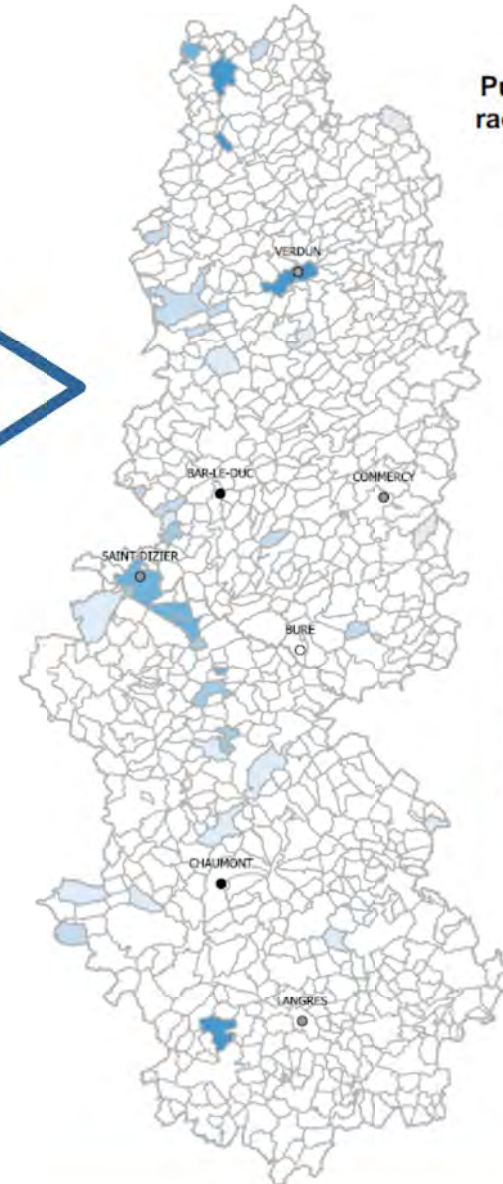 VERDUN
BAR-LE-DUC
COMMERCY
SAINT-DIZIER
BURE
CHAUMONT
LANGRES